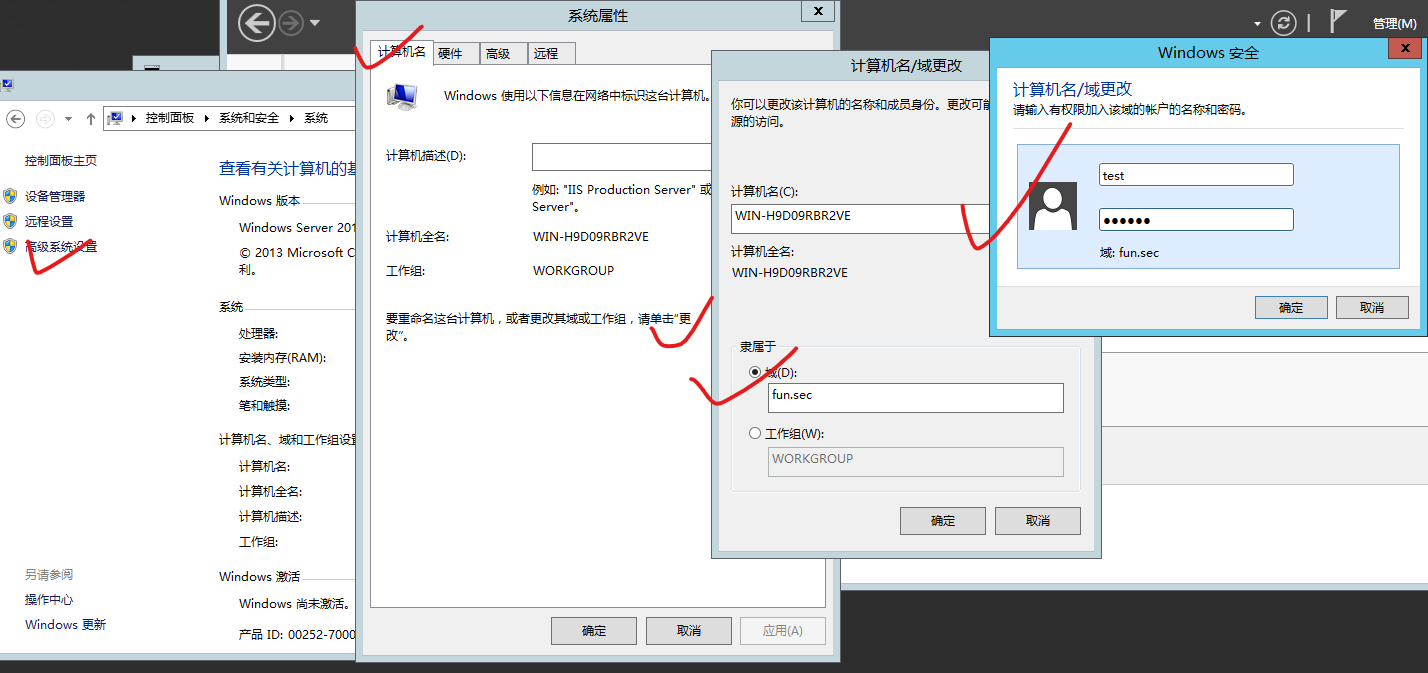 管理(M)
控制面板
系统和安全
系统
控制面板主页
设备管理器
远程设置
高级系统设置
另请参阅
操作中心
Windows 更新
查看有关计算机的基
Windows 版本
Windows Server 201
© 2013 Microsoft C
利。
系统
处理器:
安装内存(RAM):
系统类型:
笔和触摸:
计算机名、域和工作组设置
计算机名:
计算机全名:
计算机描述:
工作组:
Windows 激活
Windows 尚未激活。
产品 ID: 00252-7000
系统属性
计算机名
硬件
高级
远程
Windows 使用以下信息在网络中标识这台计算机。
计算机描述(D):
例如: "IIS Production Server" 或
Server"。
计算机全名:
WIN-H9D09RBR2VE
工作组:
WORKGROUP
要重命名这台计算机，或者更改其域或工作组，请单击"更
改"。
确定
取消
应用(A)
计算机名/域更改
你可以更改该计算机的名称和成员身份。更改可能
源的访问。
计算机名(C):
WIN-H9D09RBR2VE
计算机全名:
WIN-H9D09RBR2VE
隶属于
域(D):
fun.sec
工作组(W):
WORKGROUP
确定
取消
Windows 安全
计算机名/域更改
请输入有权限加入该域的帐户的名称和密码。
test
●●●●●●
域: fun.sec
确定
取消